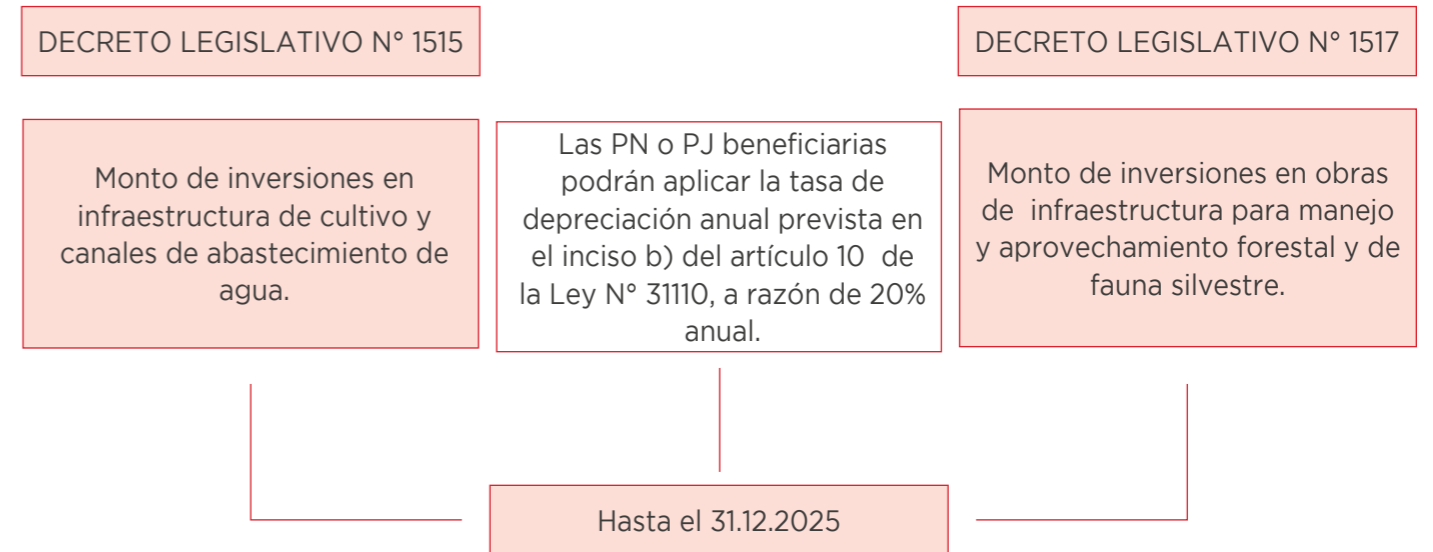 DECRETO LEGISLATIVO N° 1515
DECRETO LEGISLATIVO N° 1517
Monto de inversiones en
infraestructura de cultivo y
canales de abastecimiento de
agua.
Las PN o PJ beneficiarias
podrán aplicar la tasa de
depreciación anual prevista en
el inciso b) del artículo 10 de
la Ley N° 31110, a razón de 20%
anual.
Monto de inversiones en obras
de infraestructura para manejo
y aprovechamiento forestal y de
fauna silvestre.
Hasta el 31.12.2025